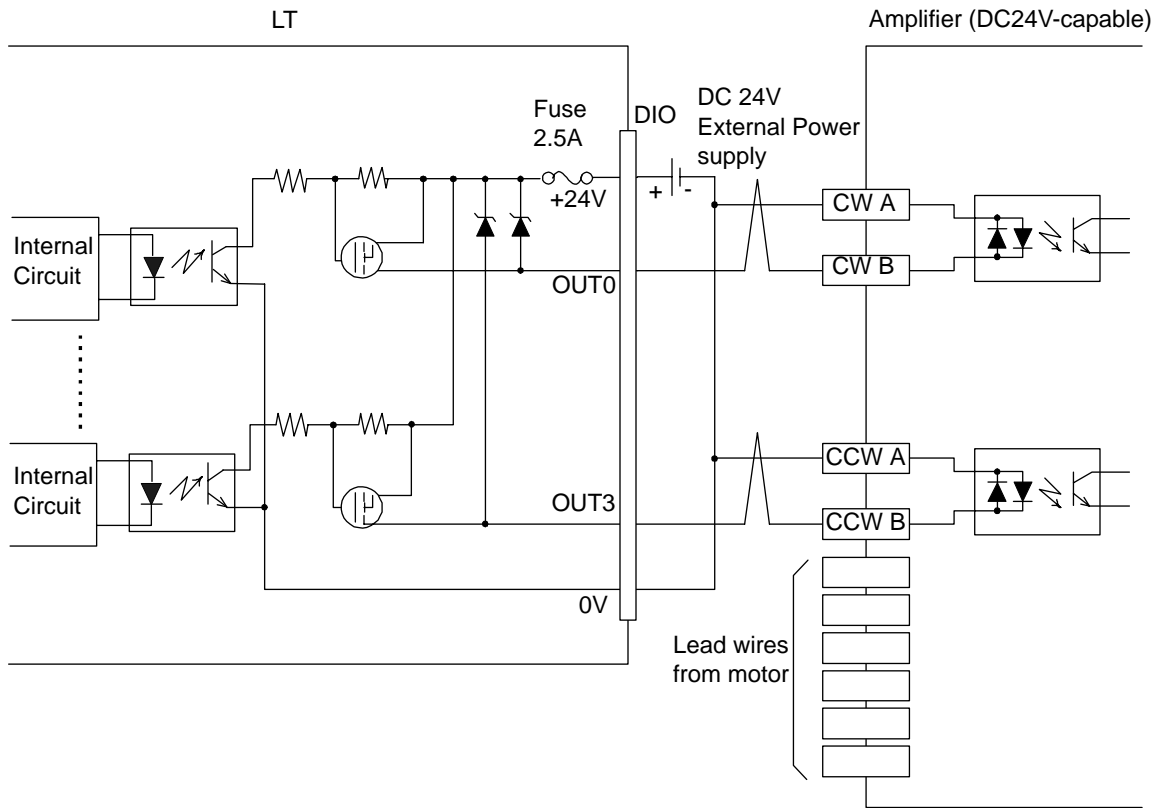 LT
Amplifier (DC24V-capable)
Fuse
2.5A
DIO
DC 24V
External Power
supply
+24V
+
-
CW A
Internal
Circuit
CW B
OUT0
CCW A
Internal
Circuit
OUT3
CCW B
0V
Lead wires
from motor